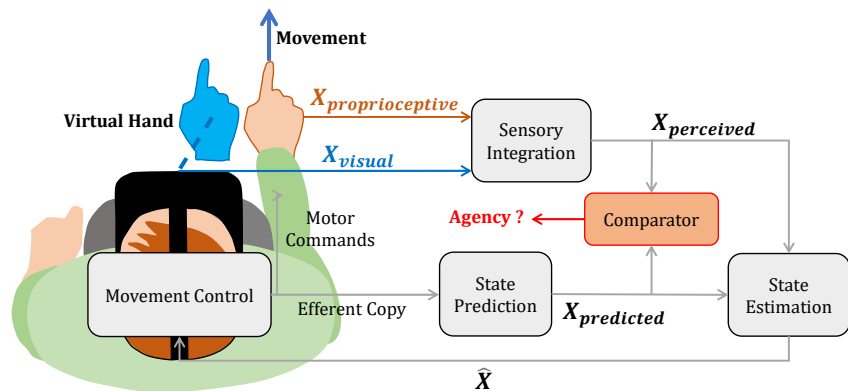 Movement
Virtual Hand
X_proprioceptive
X_visual
Sensory
Integration
X_perceived
Motor
Commands
Agency ?
Comparator
Movement Control
Efferent Copy
State
Prediction
X_predicted
State
Estimation
X̂